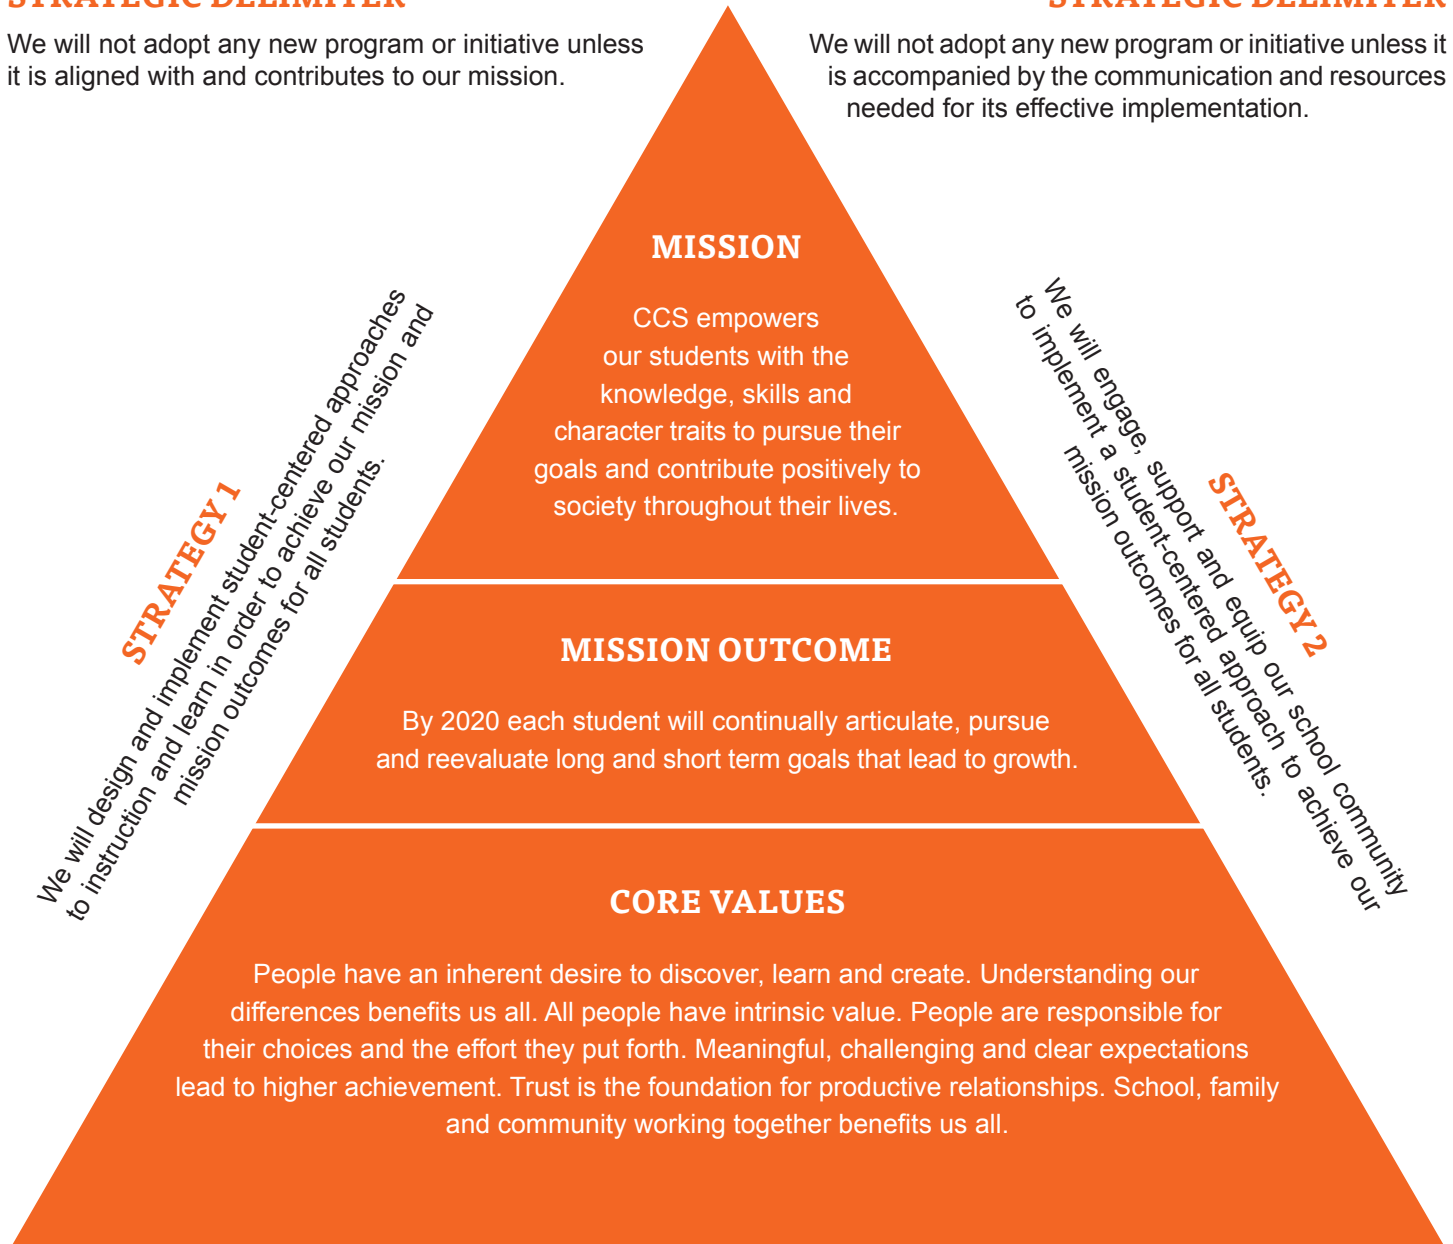 STRATEGIC DELIMITER
We will not adopt any new program or initiative unless
it is aligned with and contributes to our mission.
STRATEGIC DELIMITER
We will not adopt any new program or initiative unless it
is accompanied by the communication and resources
needed for its effective implementation.
MISSION
CCS empowers
our students with the
knowledge, skills and
character traits to pursue their
goals and contribute positively to
society throughout their lives.
STRATEGY 1
We will design and implement student-centered approaches
to instruction and learn in order to achieve our mission and
mission outcomes for all students.
STRATEGY 2
We will engage, support and equip our school community
to implement a student-centered approach to achieve our
mission outcomes for all students.
MISSION OUTCOME
By 2020 each student will continually articulate, pursue
and reevaluate long and short term goals that lead to growth.
CORE VALUES
People have an inherent desire to discover, learn and create. Understanding our
differences benefits us all. All people have intrinsic value. People are responsible for
their choices and the effort they put forth. Meaningful, challenging and clear expectations
lead to higher achievement. Trust is the foundation for productive relationships. School, family
and community working together benefits us all.